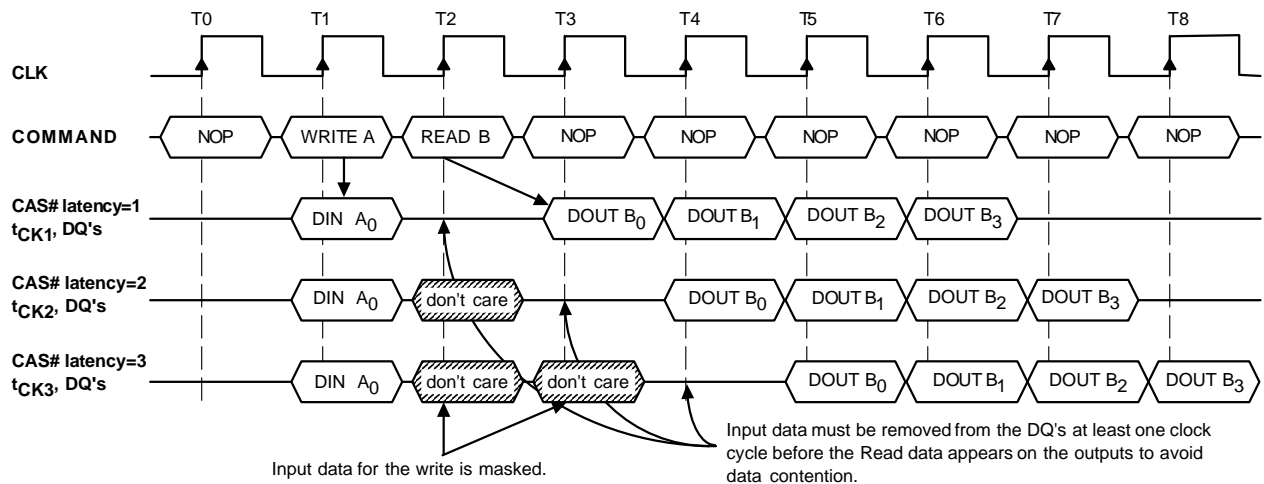 T0 T1 T2 T3 T4 T5 T6 T7 T8
CLK
COMMAND NOP WRITE A READ B NOP NOP NOP NOP NOP NOP
CAS# latency=1
tCK1, DQ's DIN A0 DOUT B0 DOUT B1 DOUT B2 DOUT B3
CAS# latency=2
tCK2, DQ's DIN A0 don't care DOUT B0 DOUT B1 DOUT B2 DOUT B3
CAS# latency=3
tCK3, DQ's DIN A0 don't care don't care DOUT B0 DOUT B1 DOUT B2 DOUT B3
Input data for the write is masked.
Input data must be removed from the DQ's at least one clock
cycle before the Read data appears on the outputs to avoid
data contention.